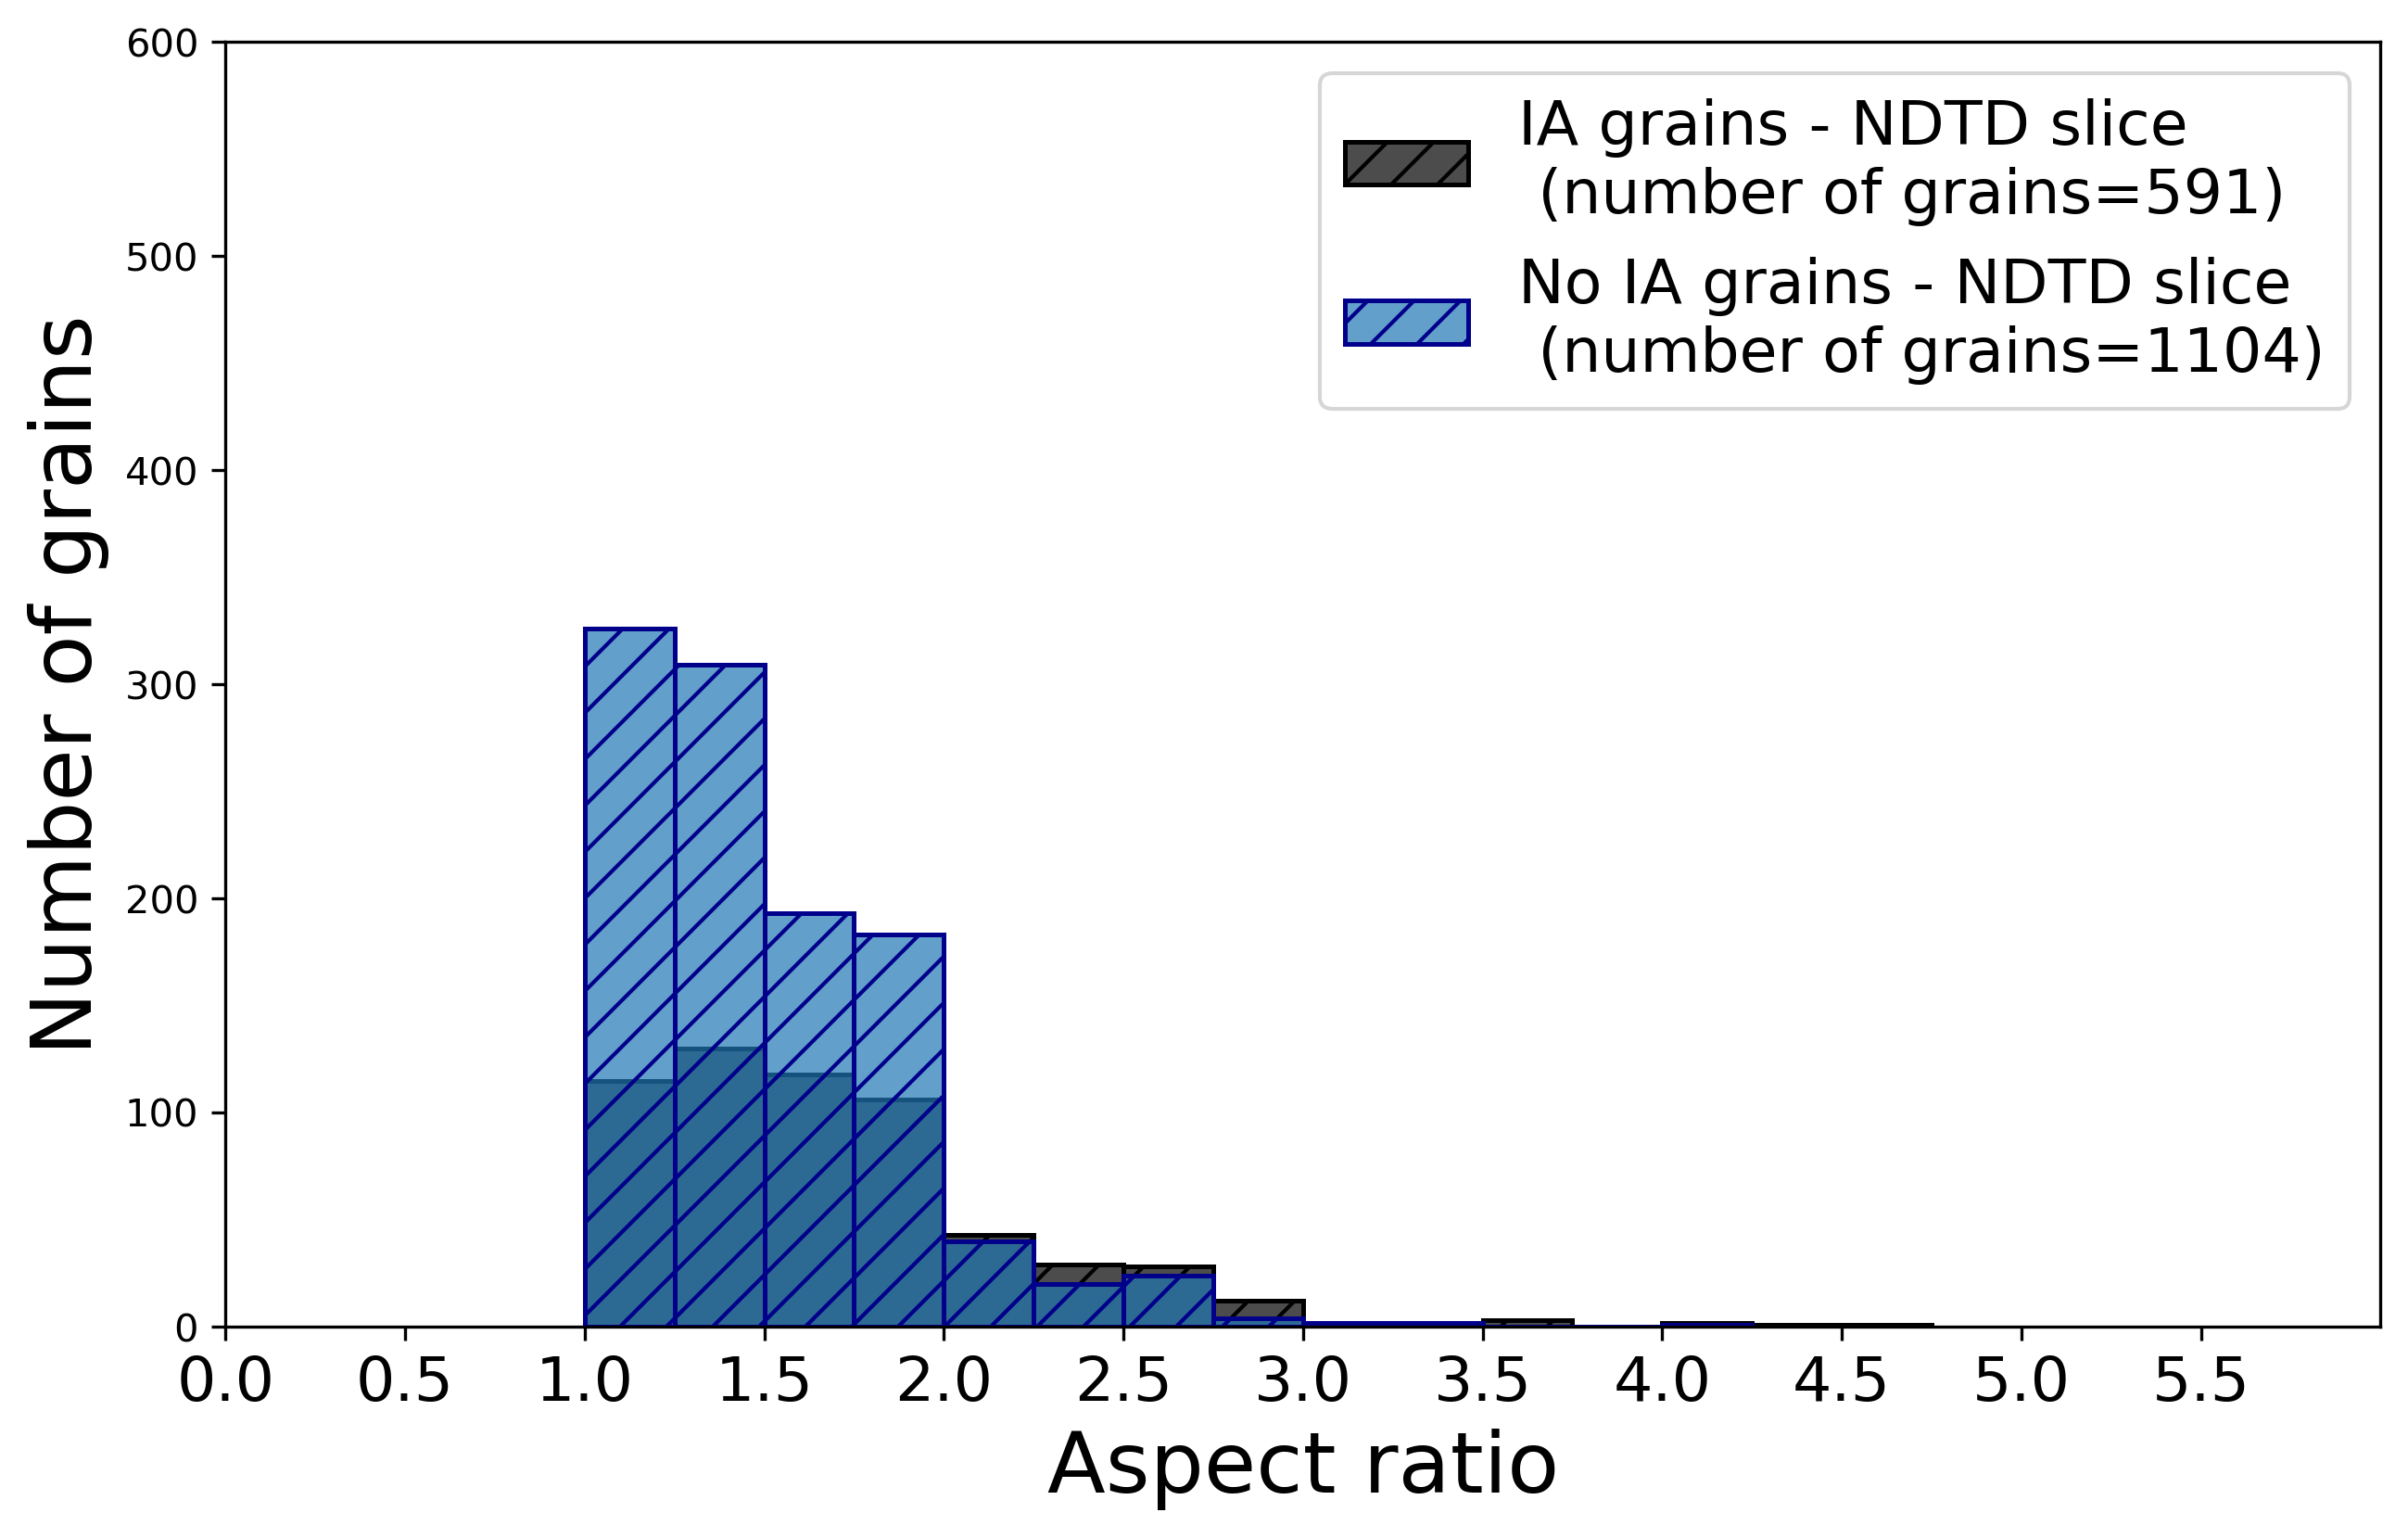 600
500
400
300
200
100
0
Number of grains
IA grains - NDTD slice
(number of grains=591)
No IA grains - NDTD slice
(number of grains=1104)
0.0 0.5 1.0 1.5 2.0 2.5 3.0 3.5 4.0 4.5 5.0 5.5
Aspect ratio